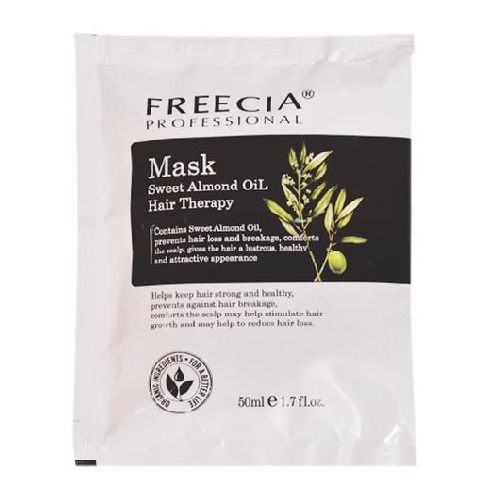 FREECIA®
PROFESSIONAL
Mask
Sweet Almond OiL
Hair Therapy
Contains Sweet Almond Oil,
prevents hair loss and breakage, comforts
the scalp, gives the hair a lustrous, healthy
and attractive appearance
Helps keep hair strong and healthy,
prevents against hair breakage,
comforts the scalp may help stimulate hair
growth and may help to reduce hair loss.
ORGANIC INGREDIENTS • FOR A BETTER LIFE
50ml e 1.7 fl.oz.